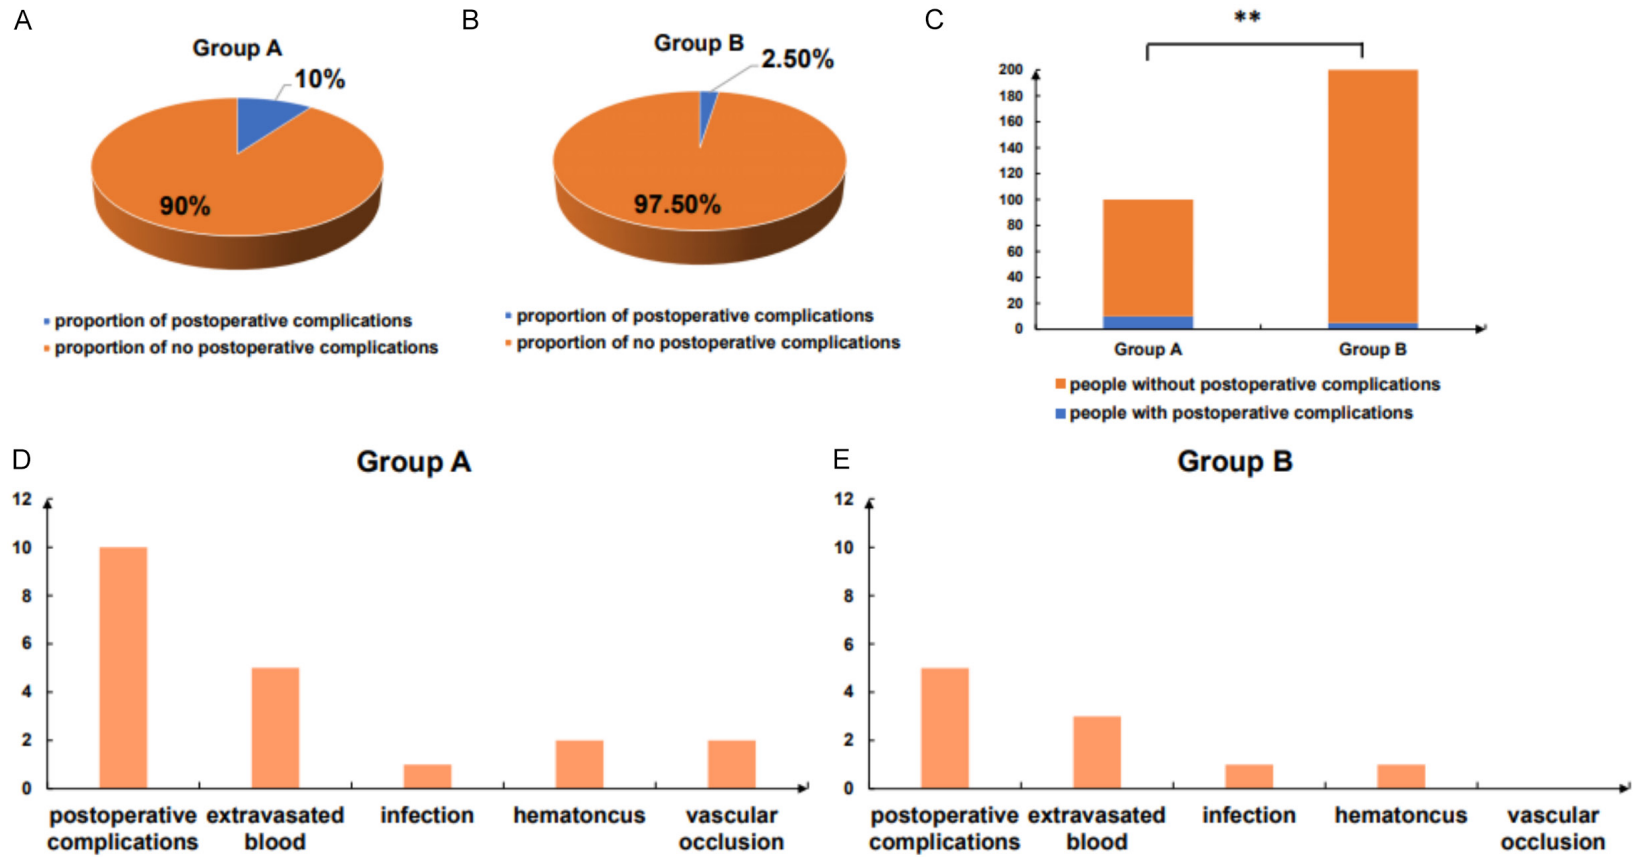 A
Group A
10%
90%
proportion of postoperative complications
proportion of no postoperative complications
B
Group B
2.50%
97.50%
proportion of postoperative complications
proportion of no postoperative complications
C
**
200
180
160
140
120
100
80
60
40
20
0
Group A
Group B
people without postoperative complications
people with postoperative complications
D
Group A
12
10
8
6
4
2
0
postoperative extravasated infection hematoncus vascular
complications blood occlusion
E
Group B
12
10
8
6
4
2
0
postoperative extravasated infection hematoncus vascular
complications blood occlusion